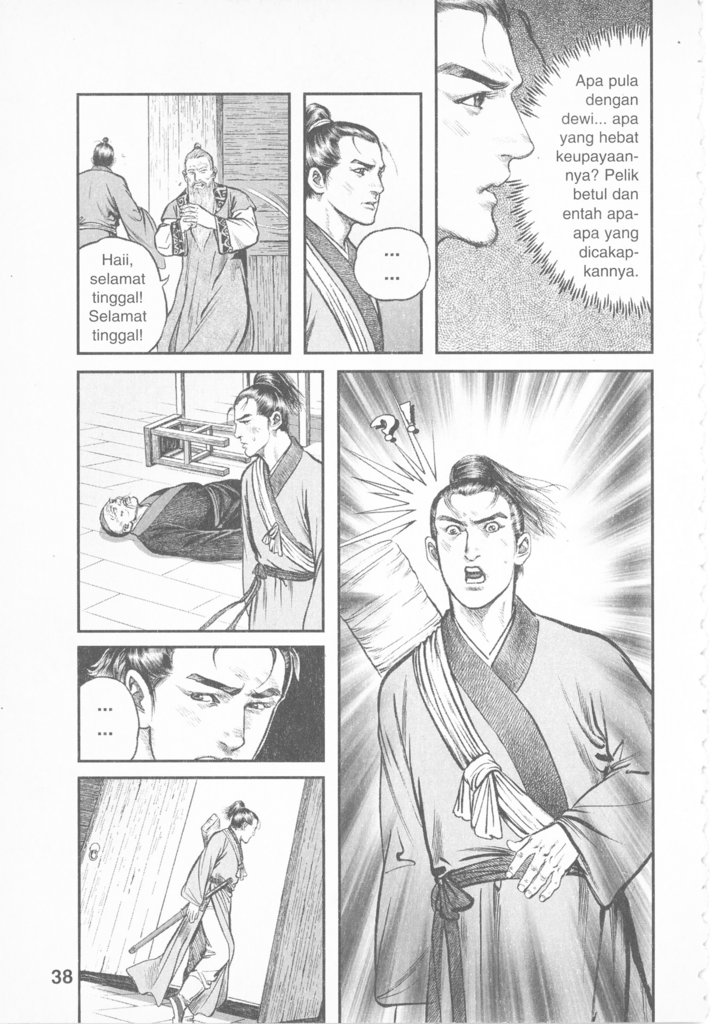 Haii,
selamat
tinggal!
Selamat
tinggal!
...
...
Apa pula
dengan
dewi... apa
yang hebat
keupayaan-
nya? Pelik
betul dan
entah apa-
apa yang
dicakap-
kannya.
...
...
?!
38